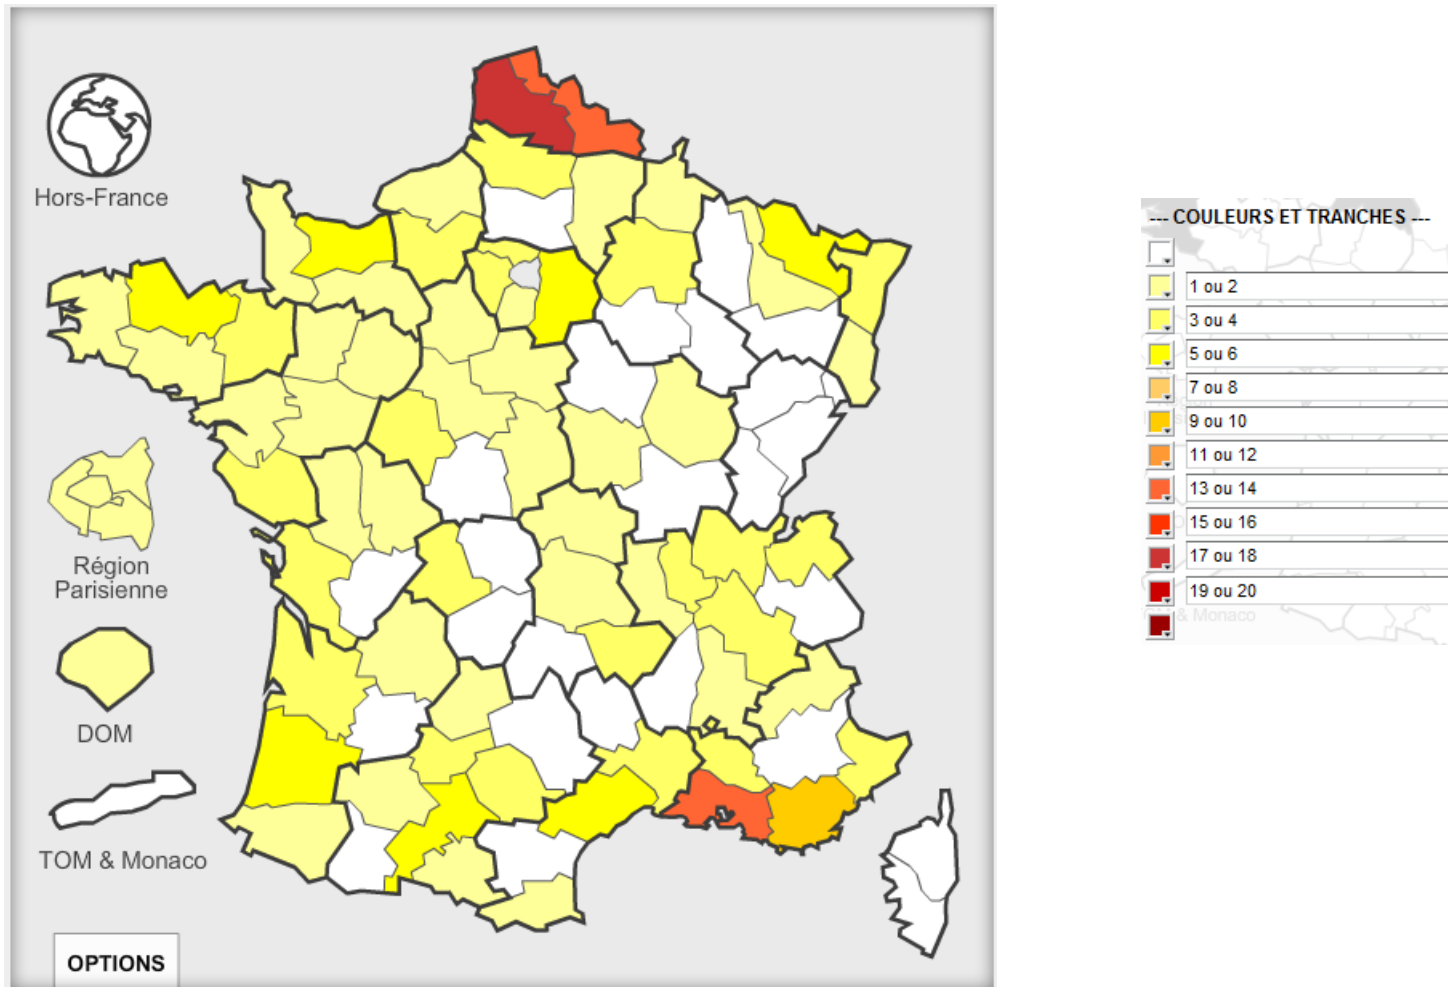 Hors-France
Région
Parisienne
DOM
TOM & Monaco
OPTIONS
--- COULEURS ET TRANCHES ---
1 ou 2
3 ou 4
5 ou 6
7 ou 8
9 ou 10
11 ou 12
13 ou 14
15 ou 16
17 ou 18
19 ou 20
& Monaco